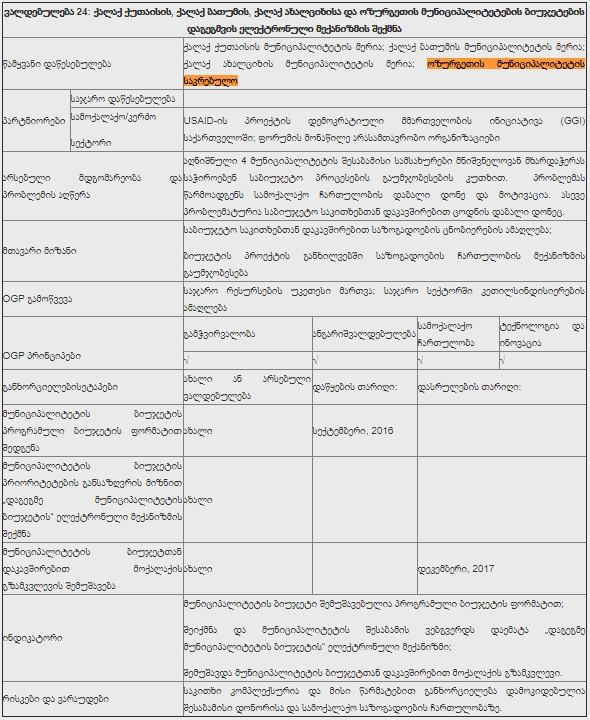 ვალდებულება 24: ქალაქ ქუთაისის, ქალაქ ბათუმის, ქალაქ ახალციხისა და ოზურგეთის მუნიციპალიტეტების ბიუჯეტების
დაგეგმვის ელექტრონული მექანიზმის შექმნა
წამყვანი დაწესებულება
ქალაქ ქუთაისის მუნიციპალიტეტის მერია; ქალაქ ბათუმის მუნიციპალიტეტის მერია;
ქალაქ ახალციხის მუნიციპალიტეტის მერია; ოზურგეთის მუნიციპალიტეტის
საკრებულო
პარტნიორები
საჯარო დაწესებულება
სამოქალაქო/კერძო
სექტორი
USAID-ის პროექტის დემოკრატიული მმართველობის ინიციატივა (GGI)
საქართველოში; ფორუმის მონაწილე არასამთავრობო ორგანიზაციები
არსებული მდგომარეობა და
პრობლემის აღწერა
აღნიშნული 4 მუნიციპალიტეტის შესაბამისი სამსახურები მნიშვნელოვან მხარდაჭერას
საჭიროებენ საბიუჯეტო პროცესების გაუმჯობესების კუთხით. პრობლემას
წარმოადგენს სამოქალაქო ჩართულობის დაბალი დონე და მოტივაცია. ასევე
პრობლემატურია საბიუჯეტო საკითხებთან დაკავშირებით ცოდნის დაბალი დონეც.
მთავარი მიზანი
საბიუჯეტო საკითხებთან დაკავშირებით საზოგადოების ცნობიერების ამაღლება;
ბიუჯეტის პროექტის განხილვებში საზოგადოების ჩართულობის მექანიზმის
გაუმჯობესება
OGP გამოწვევა
საჯარო რესურსების უკეთესი მართვა; საჯარო სექტორში კეთილსინდისიერების
ამაღლება
OGP პრინციპები
გამჭვირვალობა
ანგარიშვალდებულება
სამოქალაქო
ჩართულობა
ტექნოლოგია და
ინოვაცია
√ √ √ √
განხორციელებისეტაპები
ახალი ან არსებული
ვალდებულება
დაწყების თარიღი:
დასრულების თარიღი:
მუნიციპალიტეტის ბიუჯეტის
პროგრამული ბიუჯეტის ფორმატით
შედგენა
ახალი
სექტემბერი, 2016
მუნიციპალიტეტის ბიუჯეტის
პრიორიტეტების განსაზღვრის მიზნით
„დაგეგმე მუნიციპალიტეტის
ბიუჯეტის" ელექტრონული მექანიზმის
შექმნა
ახალი
მუნიციპალიტეტის ბიუჯეტთან
დაკავშირებით მოქალაქის
გზამკვლევის შემუშავება
ახალი
დეკემბერი, 2017
ინდიკატორი
მუნიციპალიტეტის ბიუჯეტი შემუშავებულია პროგრამული ბიუჯეტის ფორმატით;
შეიქმნა და მუნიციპალიტეტის შესაბამის ვებგვერდს დაემატა „დაგეგმე
მუნიციპალიტეტის ბიუჯეტის" ელექტრონული მექანიზმი;
შემუშავდა მუნიციპალიტეტის ბიუჯეტთან დაკავშირებით მოქალაქის გზამკვლევი.
რისკები და ვარაუდები
საკითხი კომპლექსურია და მისი წარმატებით განხორციელება დამოკიდებულია
შესაბამისი დონორისა და სამოქალაქო საზოგადოების ჩართულობაზე.